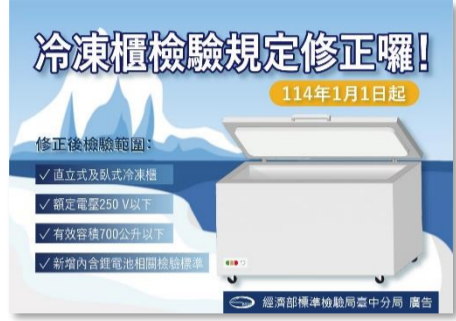 冷凍櫃檢驗規定修正囉!
114年1月1日起
修正後檢驗範圍：
✓直立式及臥式冷凍櫃
✓額定電壓250 V以下
✓有效容積700公升以下
✓新增內含鋰電池相關檢驗標準
經濟部標準檢驗局臺中分局 廣告